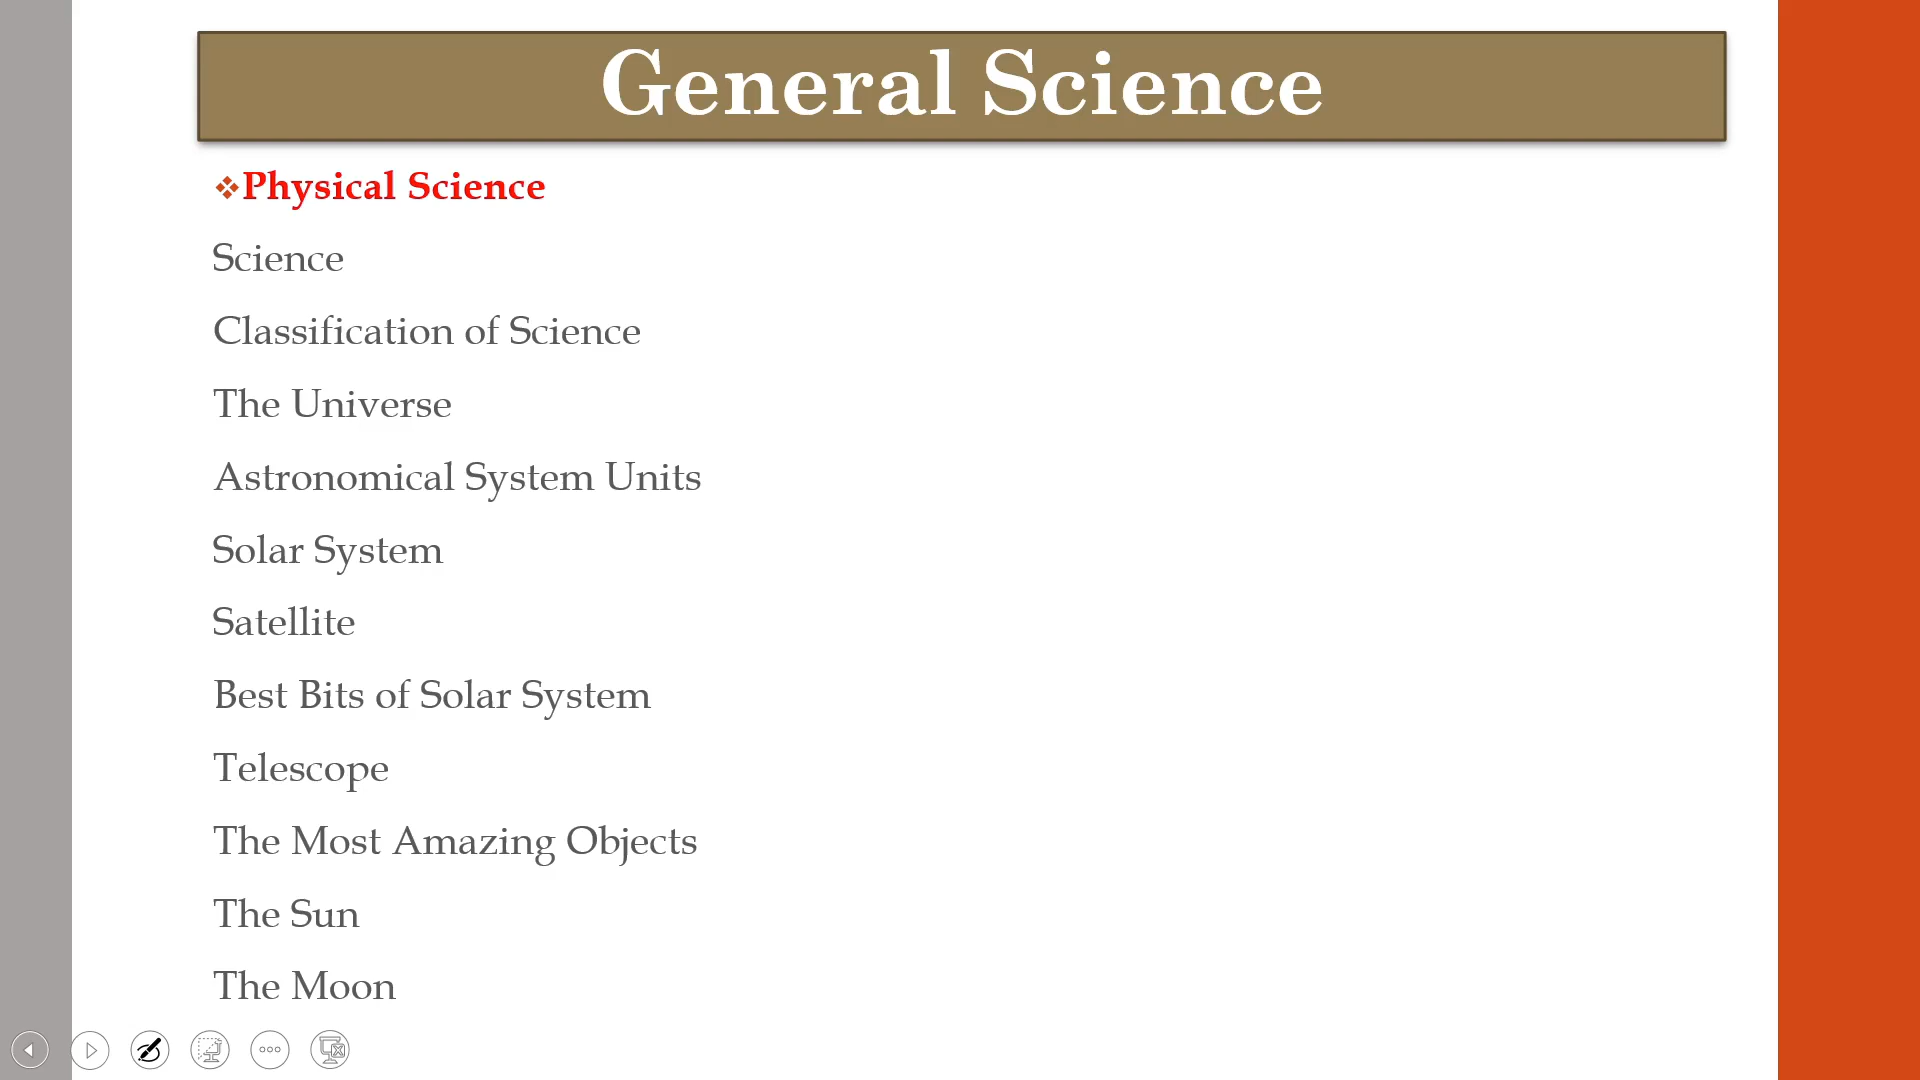 General Science
Physical Science
Science
Classification of Science
The Universe
Astronomical System Units
Solar System
Satellite
Best Bits of Solar System
Telescope
The Most Amazing Objects
The Sun
The Moon